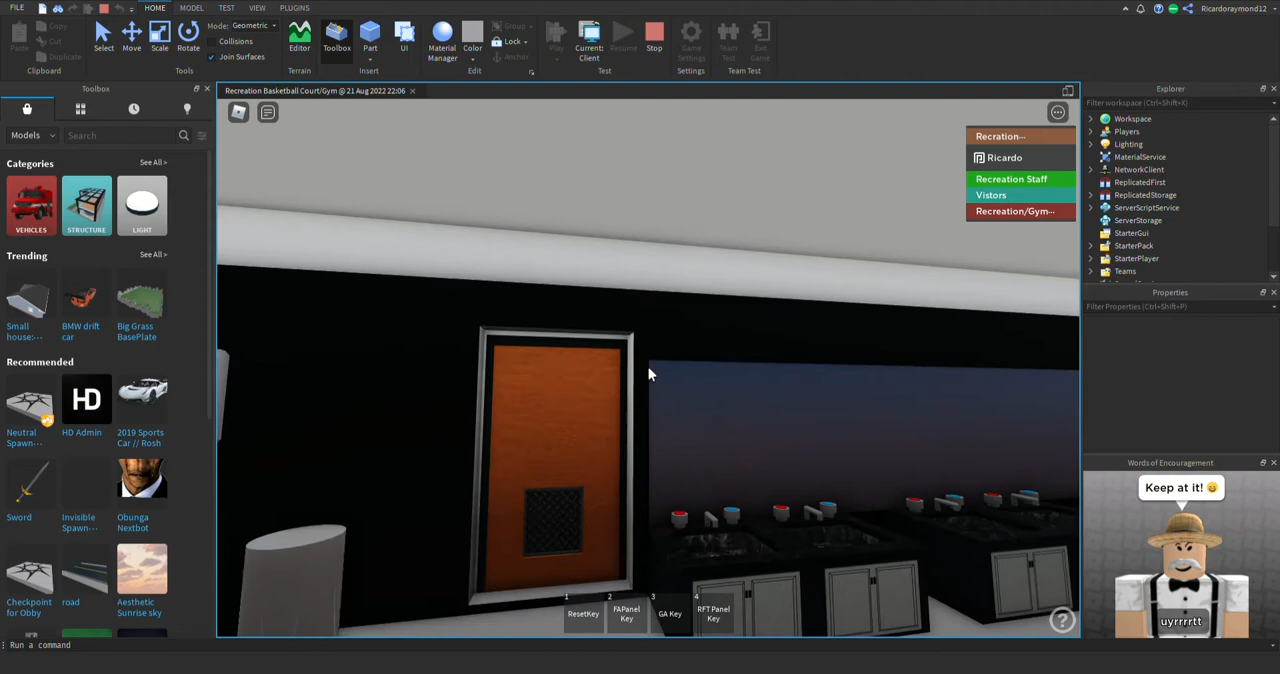 FILE
HOME
MODEL
TEST
VIEW
PLUGINS
Ricardoraymond12
Paste
Copy
Cut
Duplicate
Clipboard
Select
Move
Scale
Rotate
Mode: Geometric
Collisions
Join Surfaces
Tools
Editor
Terrain
Toolbox
Part
UI
Insert
Material
Manager
Color
Group
Lock
Anchor
Edit
Play
Current:
Client
Resume
Stop
Test
Game
Settings
Settings
Team
Test
Exit
Game
Team Test
Toolbox
Models
Search
Categories
See All >
VEHICLES
STRUCTURE
LIGHT
Trending
See All >
Small
house:···
BMW drift
car
Big Grass
BasePlate
Recommended
HD
Neutral
Spawn···
HD Admin
2019 Sports
Car // Rosh
Sword
Invisible
Spawn···
Obunga
Nextbot
Checkpoint
for Obby
road
Aesthetic
Sunrise sky
Recreation Basketball Court/Gym @ 21 Aug 2022 22:06
Recration···
Ricardo
Recreation Staff
Vistors
Recreation/Gym···
1
ResetKey
2
FAPanel
Key
3
GA Key
4
RFT Panel
Key
?
Explorer
Filter workspace (Ctrl+Shift+X)
Workspace
Players
Lighting
MaterialService
NetworkClient
ReplicatedFirst
ReplicatedStorage
ServerScriptService
ServerStorage
StarterGui
StarterPack
StarterPlayer
Teams
Properties
Filter Properties (Ctrl+Shift+P)
Words of Encouragement
Keep at it! 😄
uyrrrrtt
Run a command